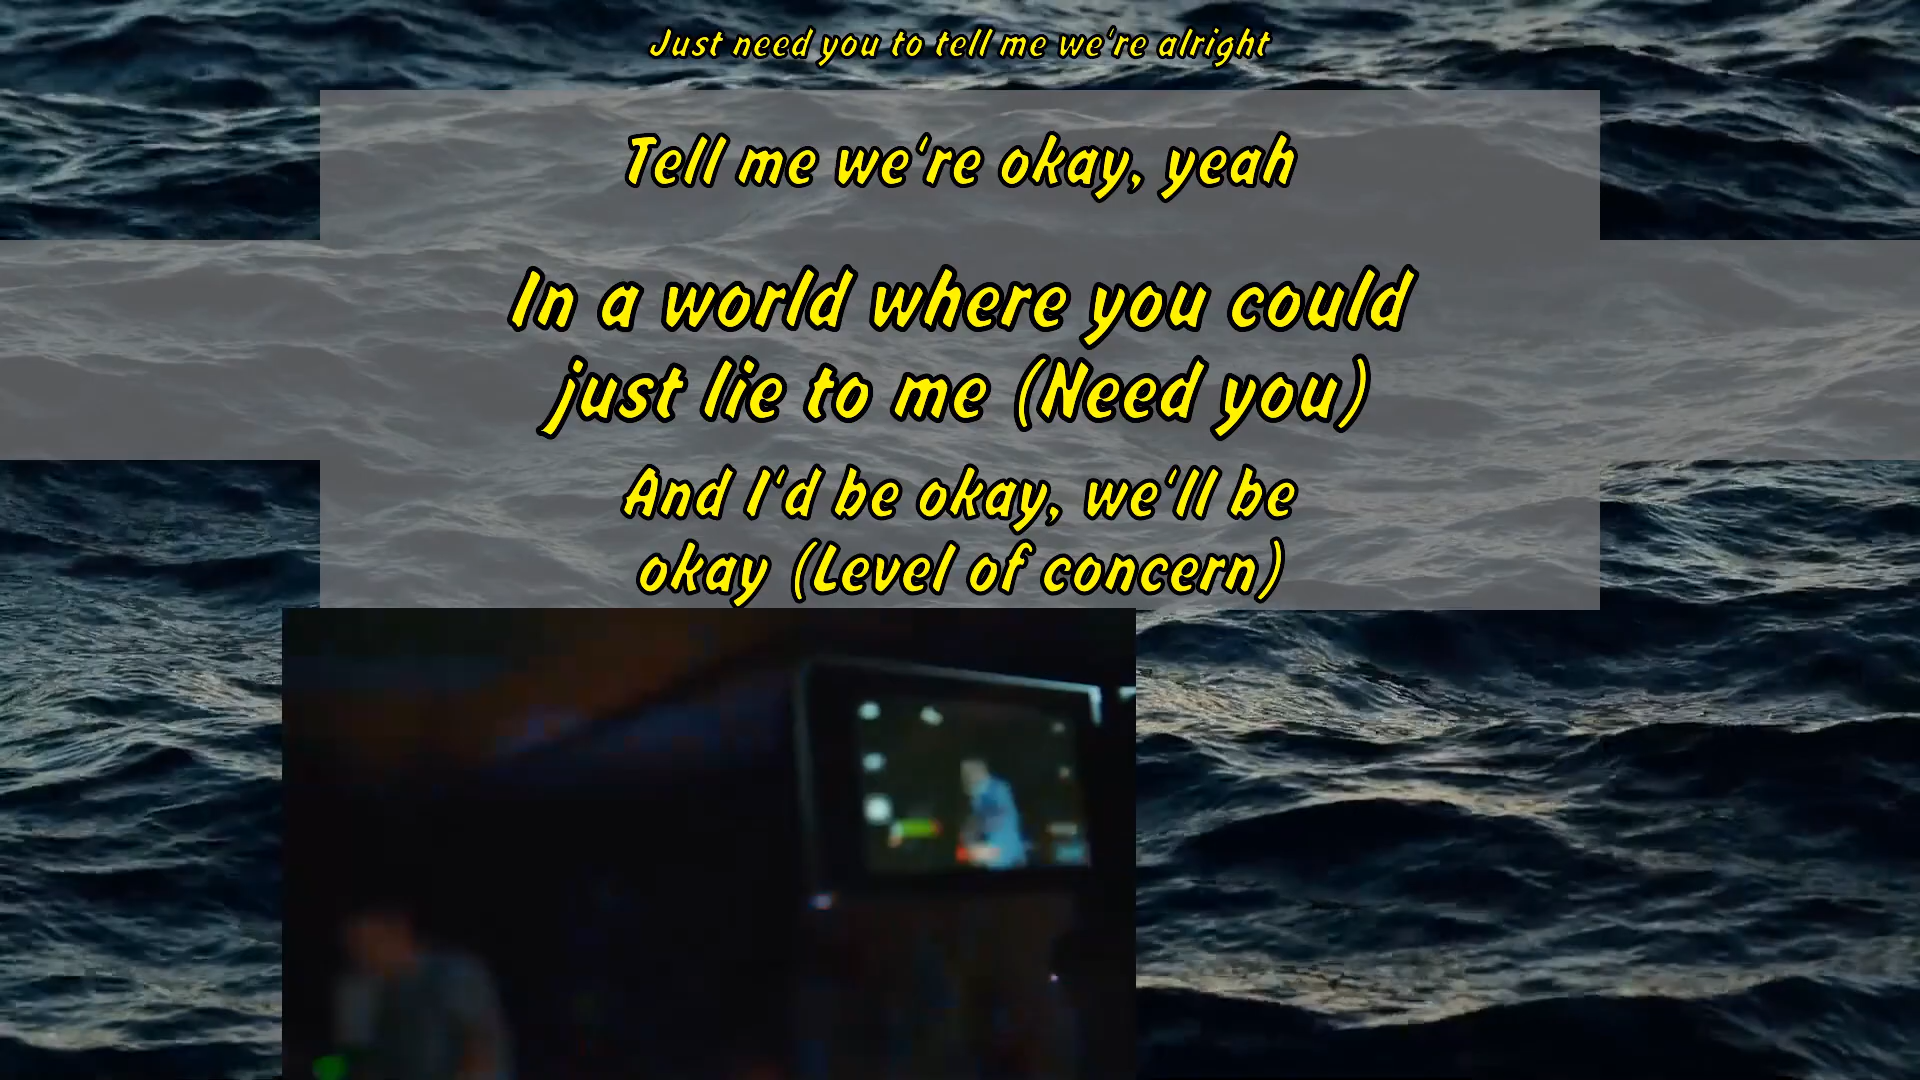 Just need you to tell me we're alright
Tell me we're okay, yeah
In a world where you could
just lie to me (Need you)
And I'd be okay, we'll be
okay (Level of concern)